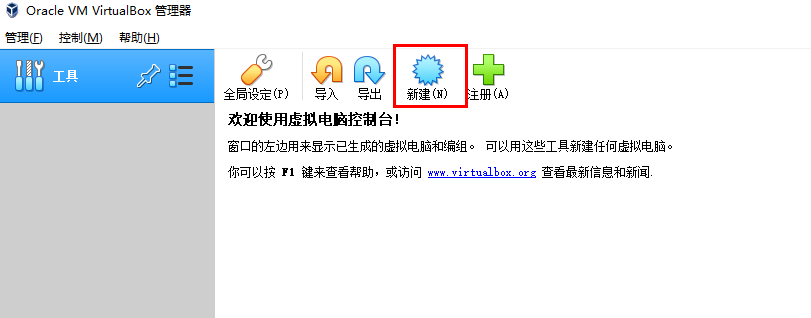 Oracle VM VirtualBox 管理器
管理(F) 控制(M) 帮助(H)
工具
全局设定(P) 导入 导出 新建(N) 注册(A)
欢迎使用虚拟电脑控制台!
窗口的左边用来显示已生成的虚拟电脑和编组。 可以用这些工具新建任何虚拟电脑。
你可以按 F1 键来查看帮助，或访问 www.virtualbox.org 查看最新信息和新闻.